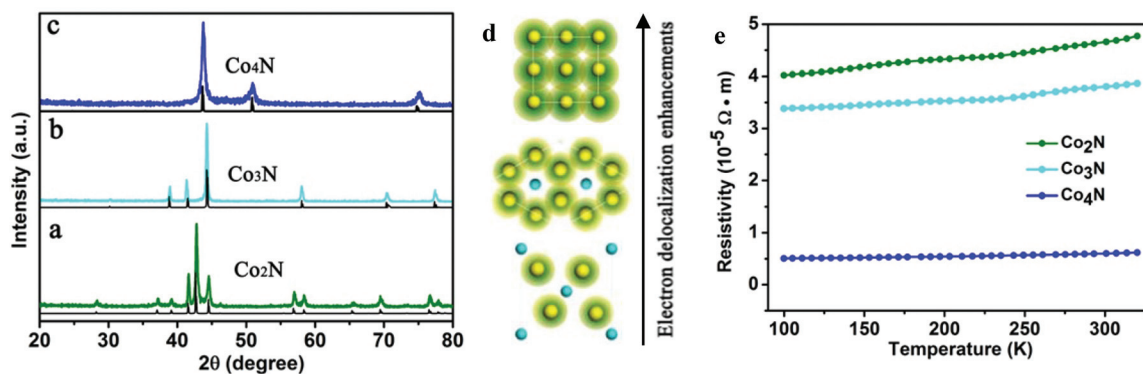 c
Co₄N
b
Co₃N
a
Co₂N
Intensity (a.u.)
20 30 40 50 60 70 80
2θ (degree)
d
Electron delocalization enhancements
e
5
4
3
2
1
0
Resistivity (10⁻⁵ Ω • m)
Co₂N
Co₃N
Co₄N
100 150 200 250 300
Temperature (K)